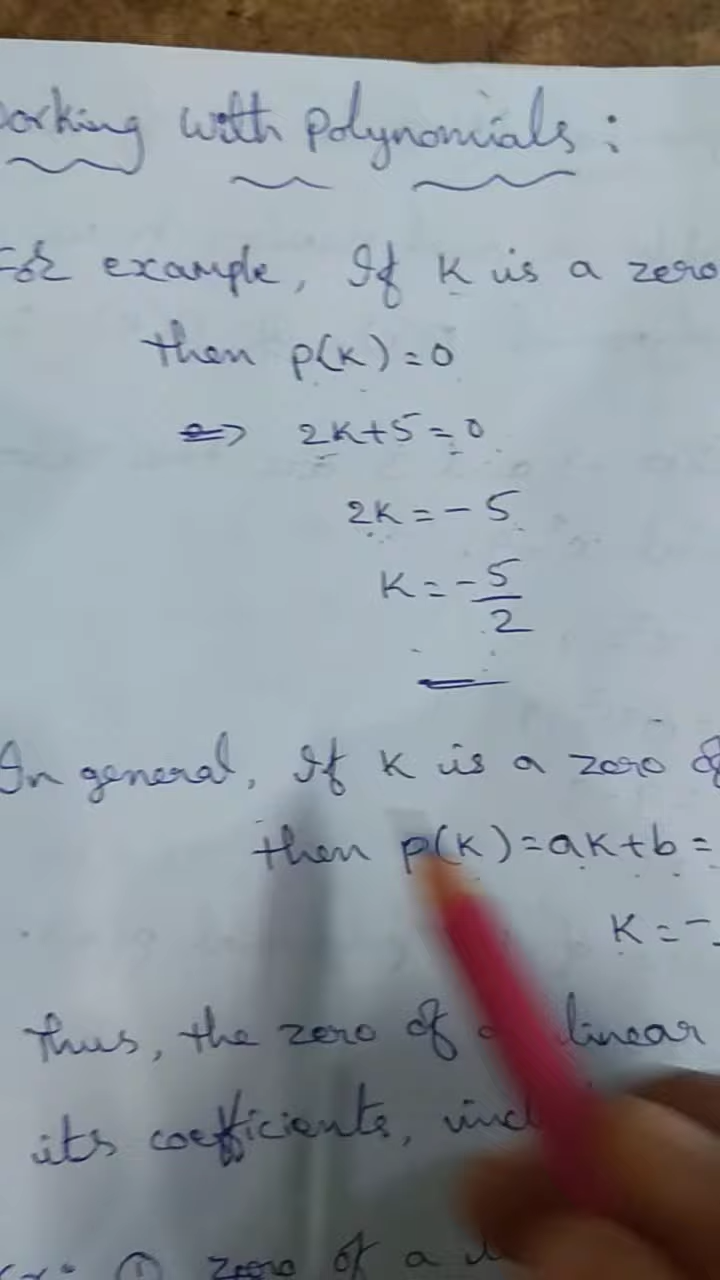 orking with polynomials :
For example, If K is a zero
then p(K) = 0
=> 2K+5 = 0
2K = - 5
K = - 5/2
In general, If K is a zero of
then p(K) = aK + b =
K = -
Thus, the zero of linear
its coefficients,
zero of a